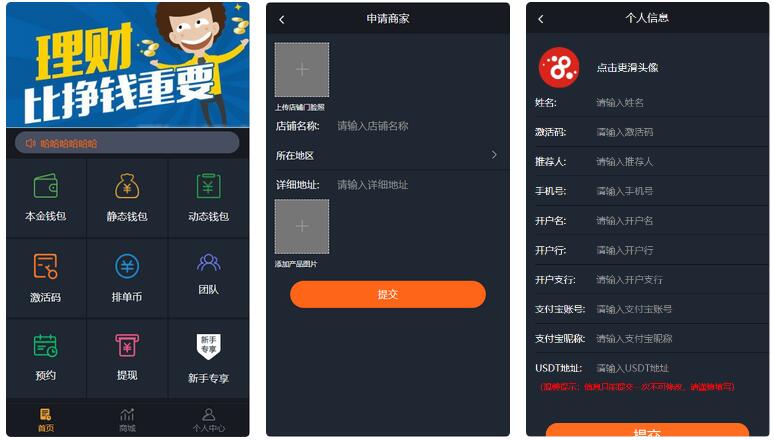 理财
比挣钱重要
哈哈哈哈哈哈
本金钱包
静态钱包
动态钱包
激活码
排单币
团队
预约
提现
新手
专享
新手专享
首页
商城
个人中心
申请商家
上传店铺门脸照
店铺名称: 请输入店铺名称
所在地区
详细地址: 请输入详细地址
添加产品图片
提交
个人信息
点击更滑头像
姓名: 请输入姓名
激活码: 请输入激活码
推荐人: 请输入推荐人
手机号: 请输入手机号
开户名: 请输入开户名
开户行: 请输入开户行
开户支行: 请输入开户支行
支付宝账号: 请输入支付宝账号
支付宝昵称: 请输入支付宝昵称
USDT地址: 请输入USDT地址
(温馨提示：信息只能提交一次不可修改，请谨慎填写)
提交